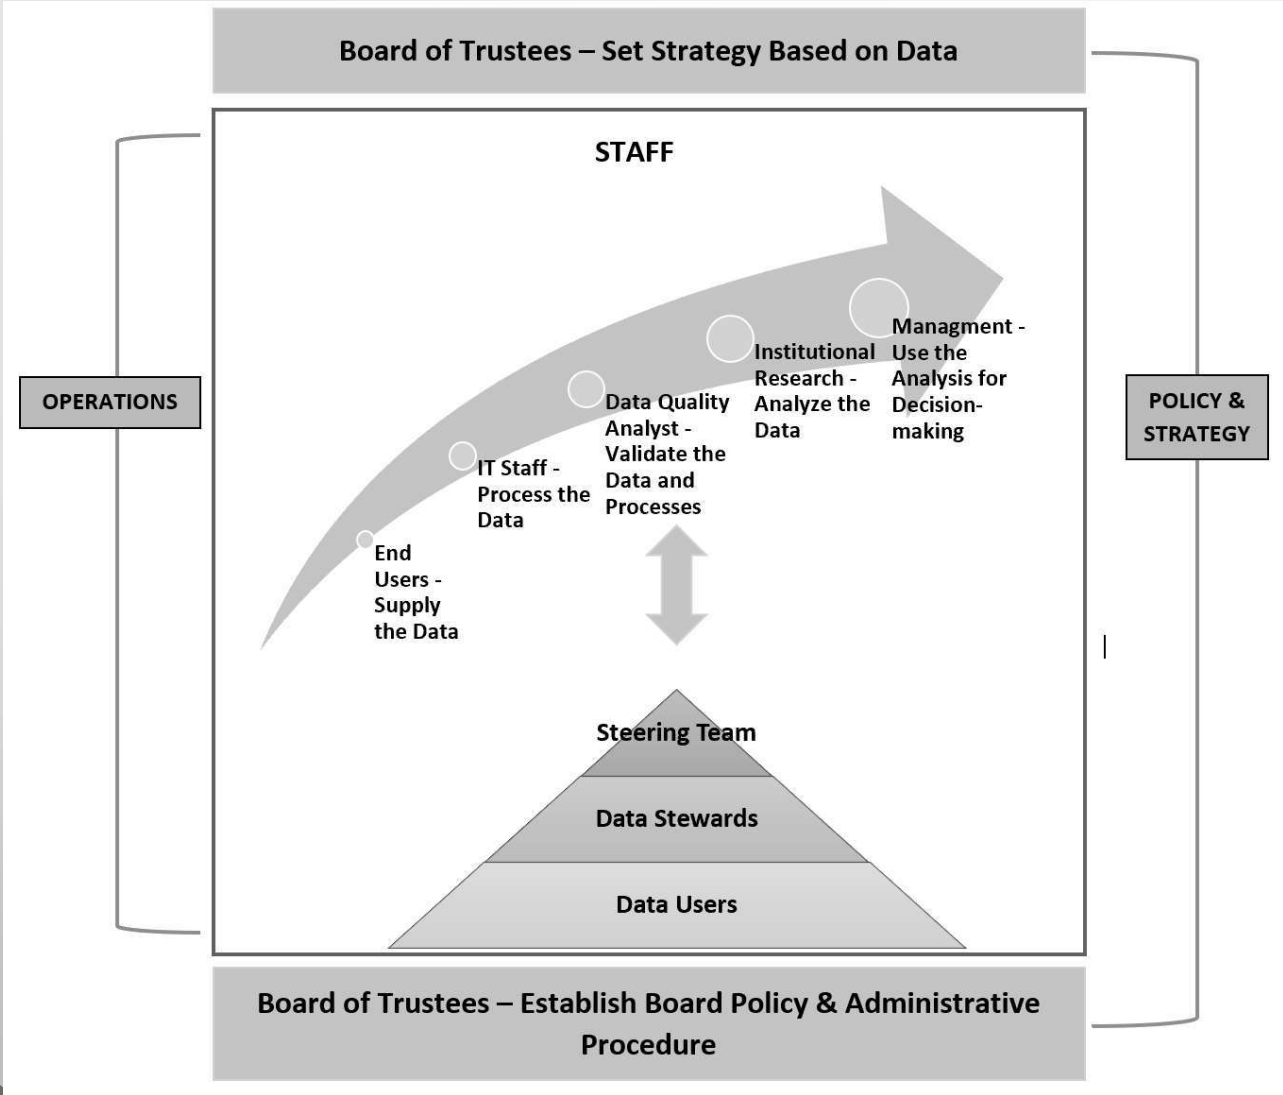 Board of Trustees – Set Strategy Based on Data
STAFF
OPERATIONS
POLICY &
STRATEGY
End
Users -
Supply
the Data
IT Staff -
Process the
Data
Data Quality
Analyst -
Validate the
Data and
Processes
Institutional
Research -
Analyze the
Data
Managment -
Use the
Analysis for
Decision-
making
Steering Team
Data Stewards
Data Users
Board of Trustees – Establish Board Policy & Administrative
Procedure